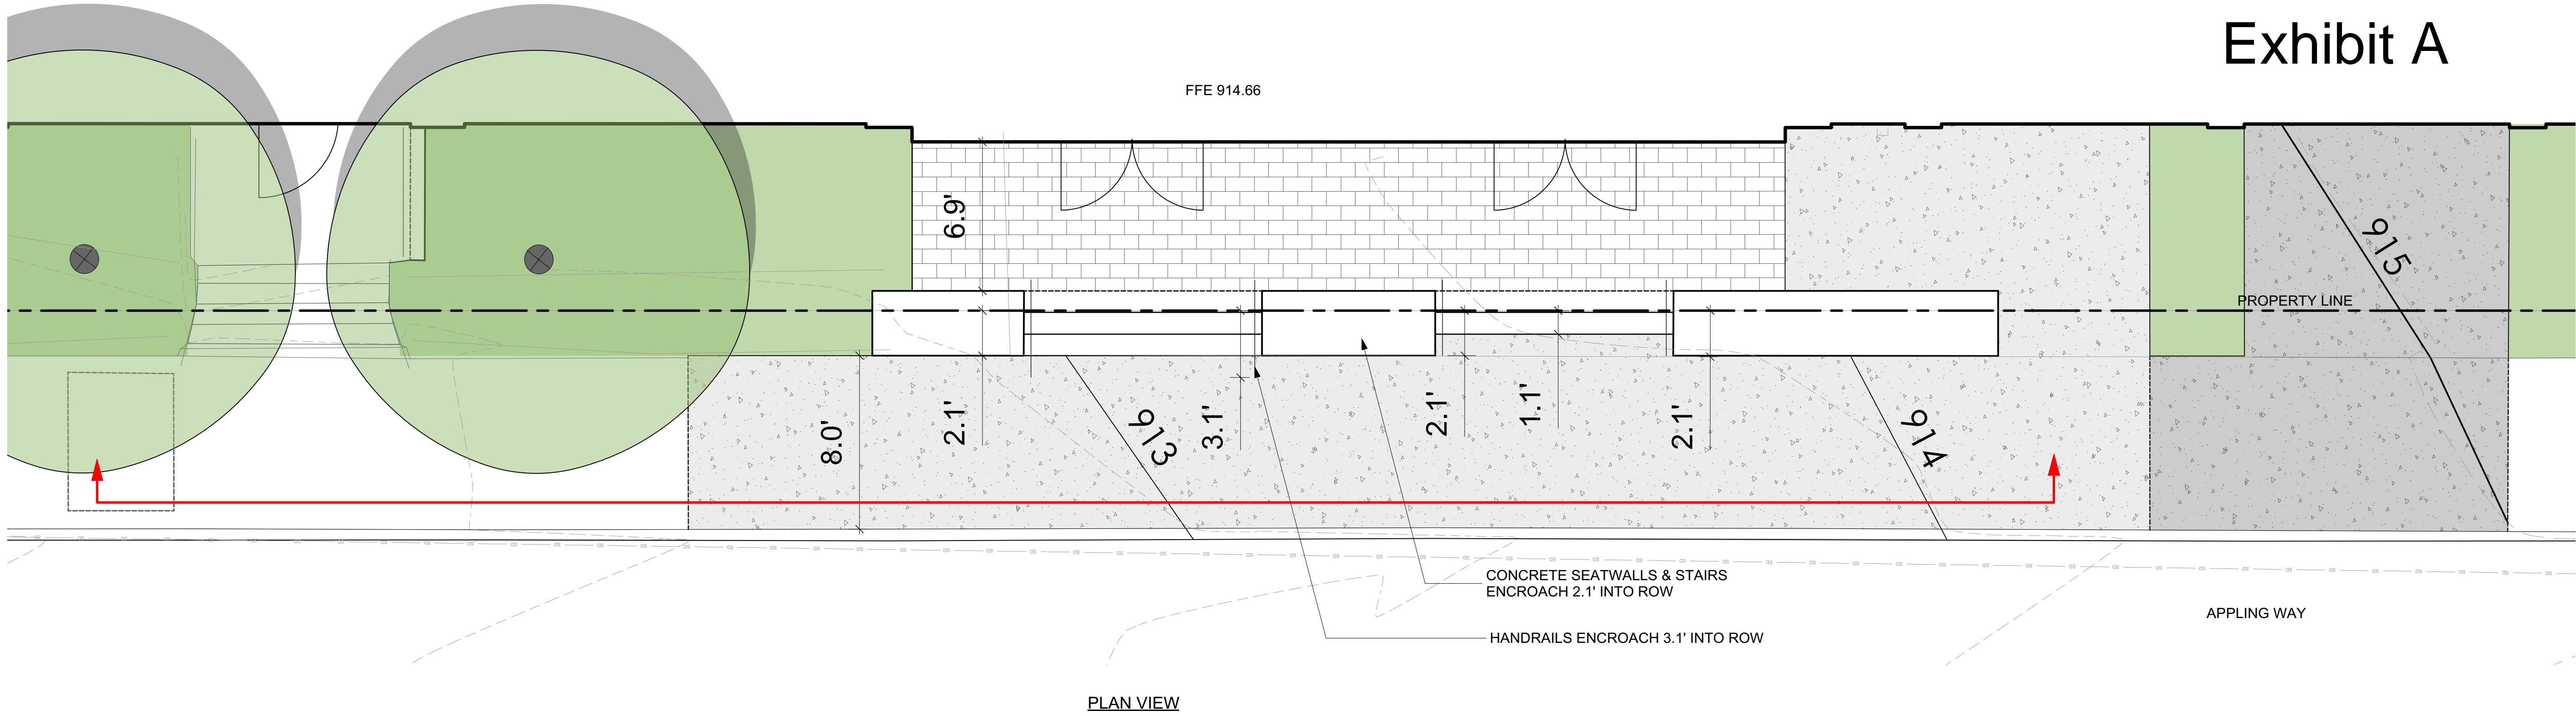 Exhibit A
FFE 914.66
6.9'
915
PROPERTY LINE
8.0'
2.1'
913
3.1'
2.1'
1.1'
2.1'
914
CONCRETE SEATWALLS & STAIRS
ENCROACH 2.1' INTO ROW
HANDRAILS ENCROACH 3.1' INTO ROW
APPLING WAY
PLAN VIEW